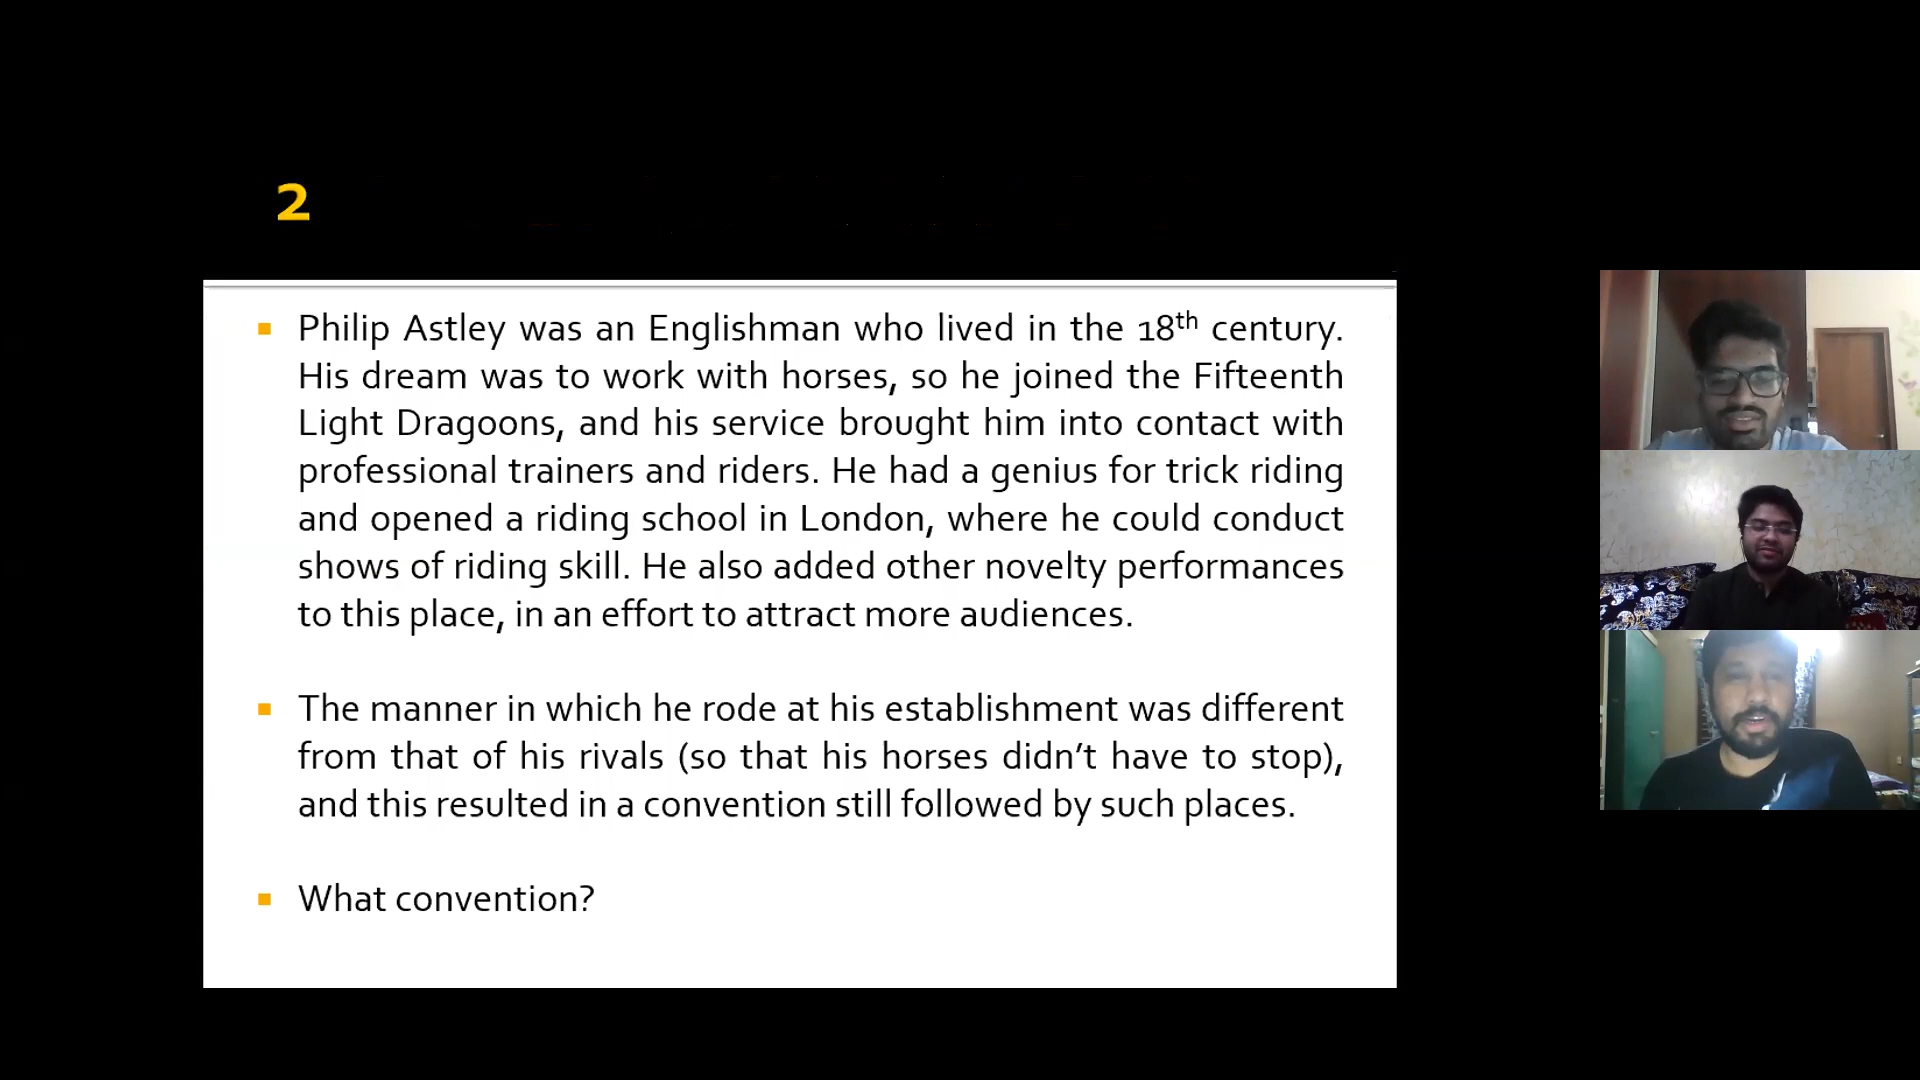 2
Philip Astley was an Englishman who lived in the 18th century.
His dream was to work with horses, so he joined the Fifteenth
Light Dragoons, and his service brought him into contact with
professional trainers and riders. He had a genius for trick riding
and opened a riding school in London, where he could conduct
shows of riding skill. He also added other novelty performances
to this place, in an effort to attract more audiences.
The manner in which he rode at his establishment was different
from that of his rivals (so that his horses didn't have to stop),
and this resulted in a convention still followed by such places.
What convention?